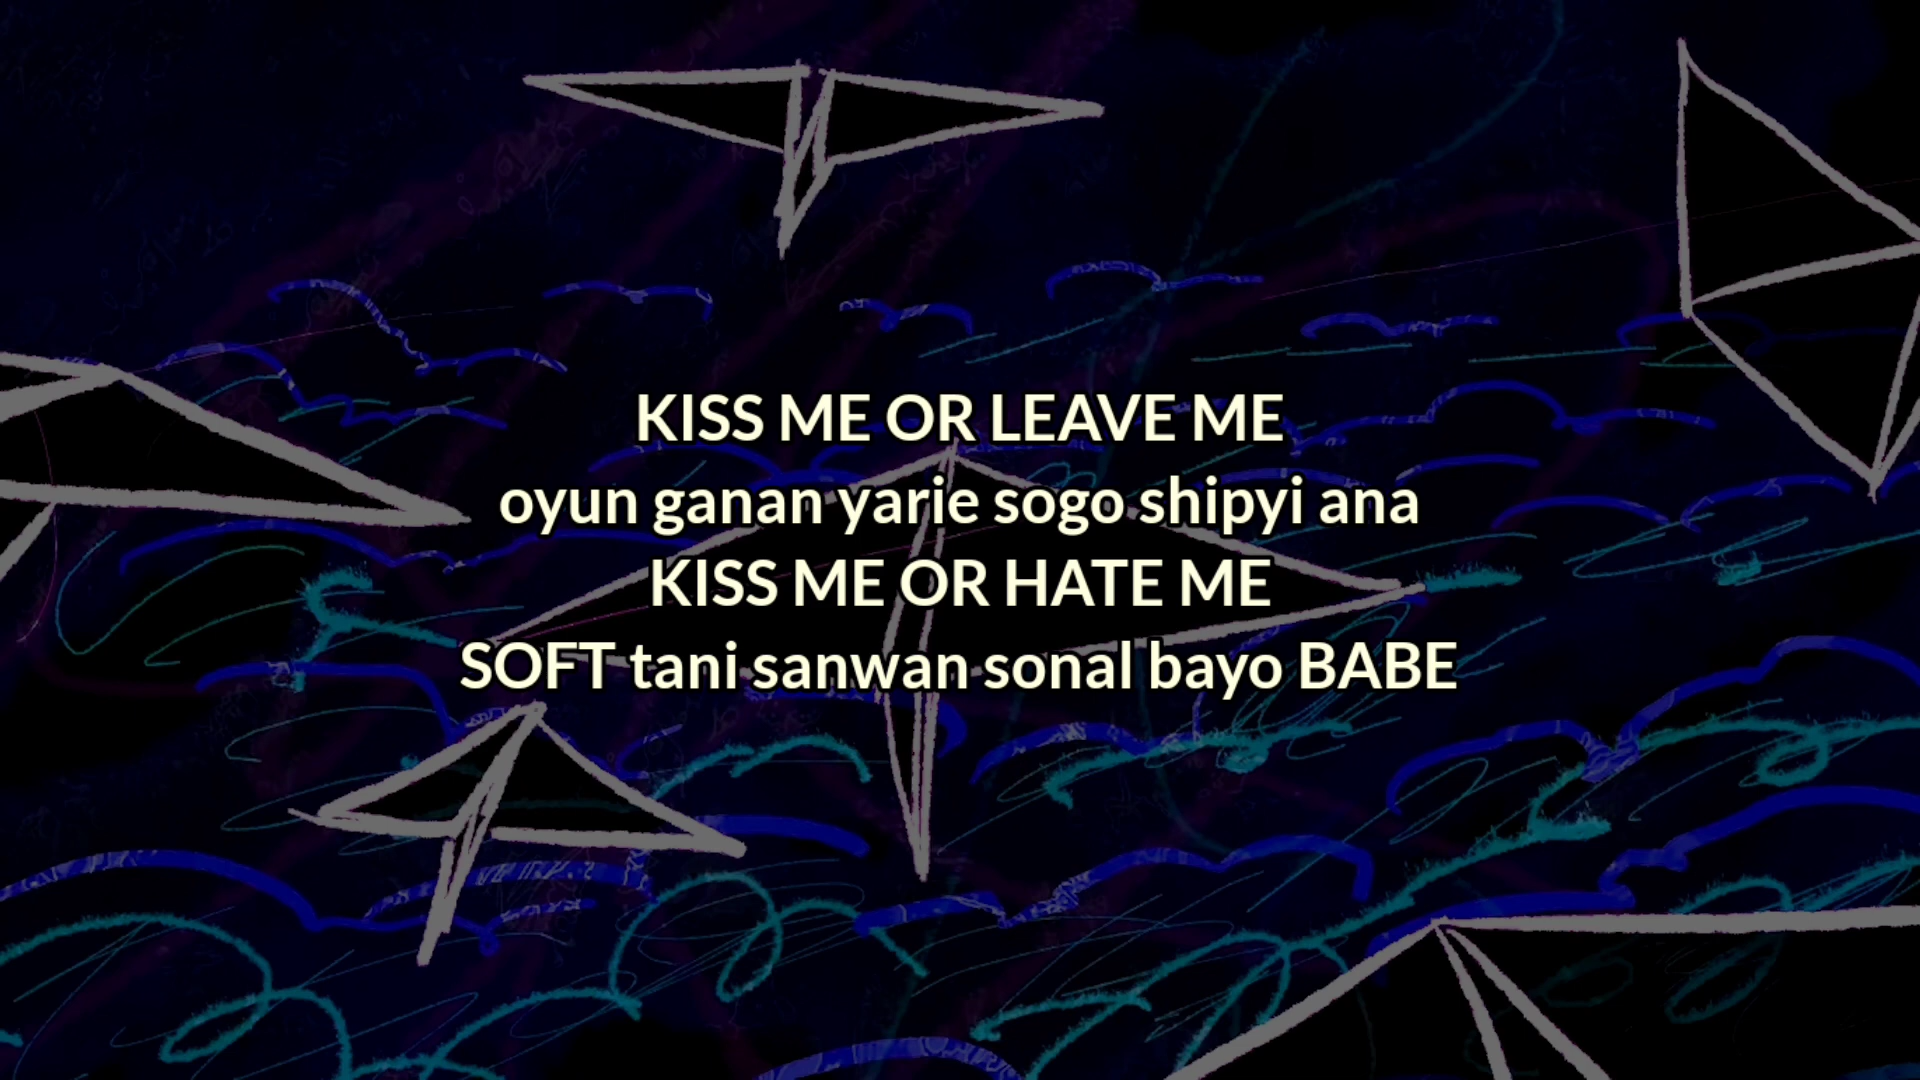 KISS ME OR LEAVE ME
oyun ganan yarie sogo shipyi ana
KISS ME OR HATE ME
SOFT tani sanwan sonal bayo BABE